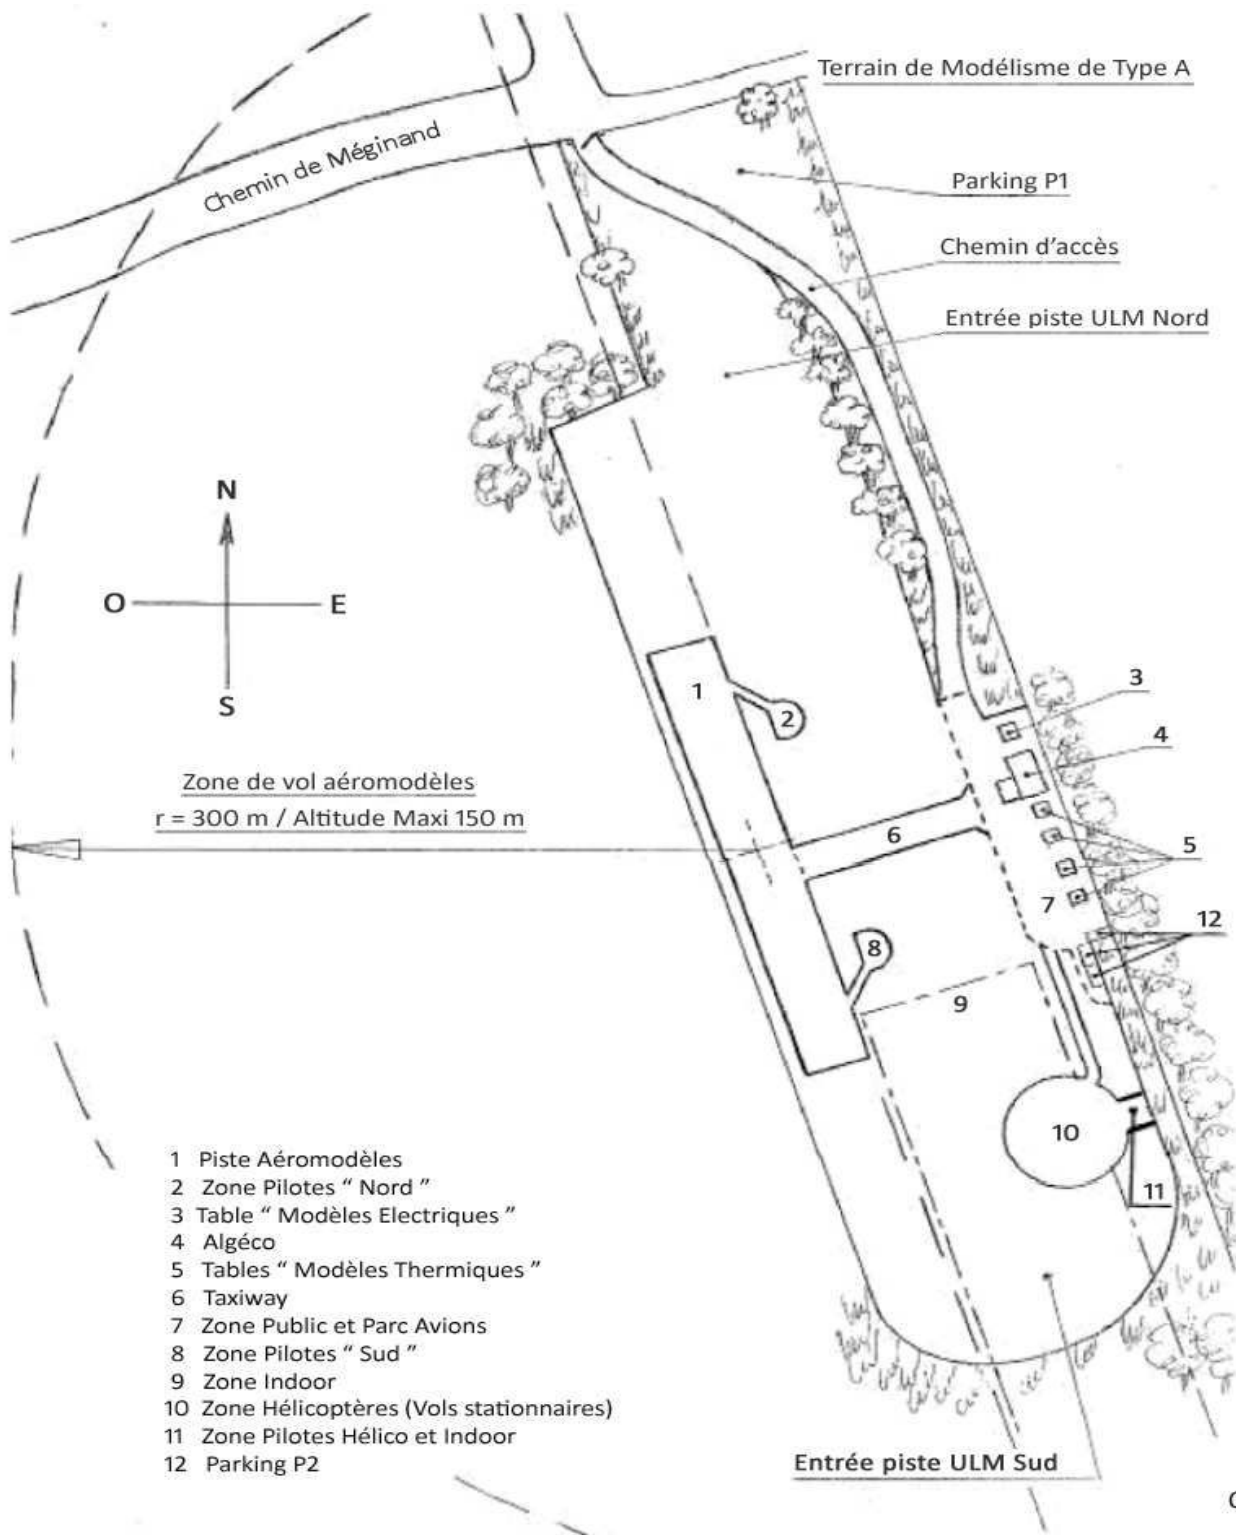 Terrain de Modélisme de Type A
Chemin de Méginand
Parking P1
Chemin d'accès
Entrée piste ULM Nord
N
O
E
S
1
2
3
4
Zone de vol aéromodèles
r = 300 m / Altitude Maxi 150 m
6
5
7
12
8
9
10
11
1 Piste Aéromodèles
2 Zone Pilotes " Nord "
3 Table " Modèles Electriques "
4 Algéco
5 Tables " Modèles Thermiques "
6 Taxiway
7 Zone Public et Parc Avions
8 Zone Pilotes " Sud "
9 Zone Indoor
10 Zone Hélicoptères (Vols stationnaires)
11 Zone Pilotes Hélico et Indoor
12 Parking P2
Entrée piste ULM Sud